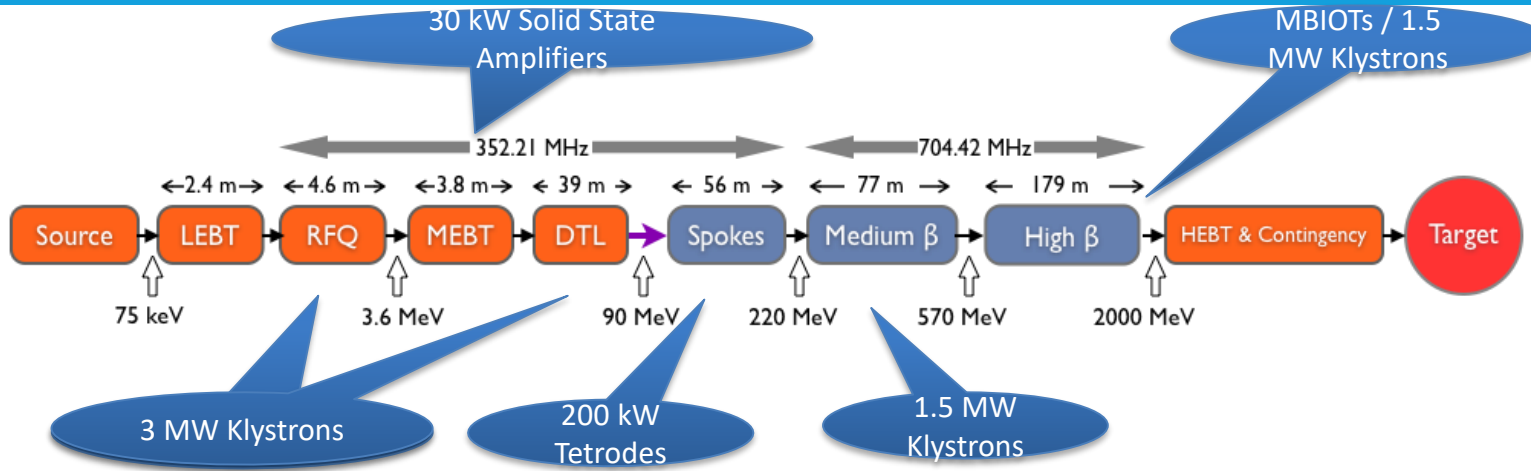 30 kW Solid State
Amplifiers
MBIOTs / 1.5
MW Klystrons
352.21 MHz
704.42 MHz
2.4 m
4.6 m
3.8 m
39 m
56 m
77 m
179 m
Source
LEBT
RFQ
MEBT
DTL
Spokes
Medium β
High β
HEBT & Contingency
Target
75 keV
3.6 MeV
90 MeV
220 MeV
570 MeV
2000 MeV
3 MW Klystrons
200 kW
Tetrodes
1.5 MW
Klystrons